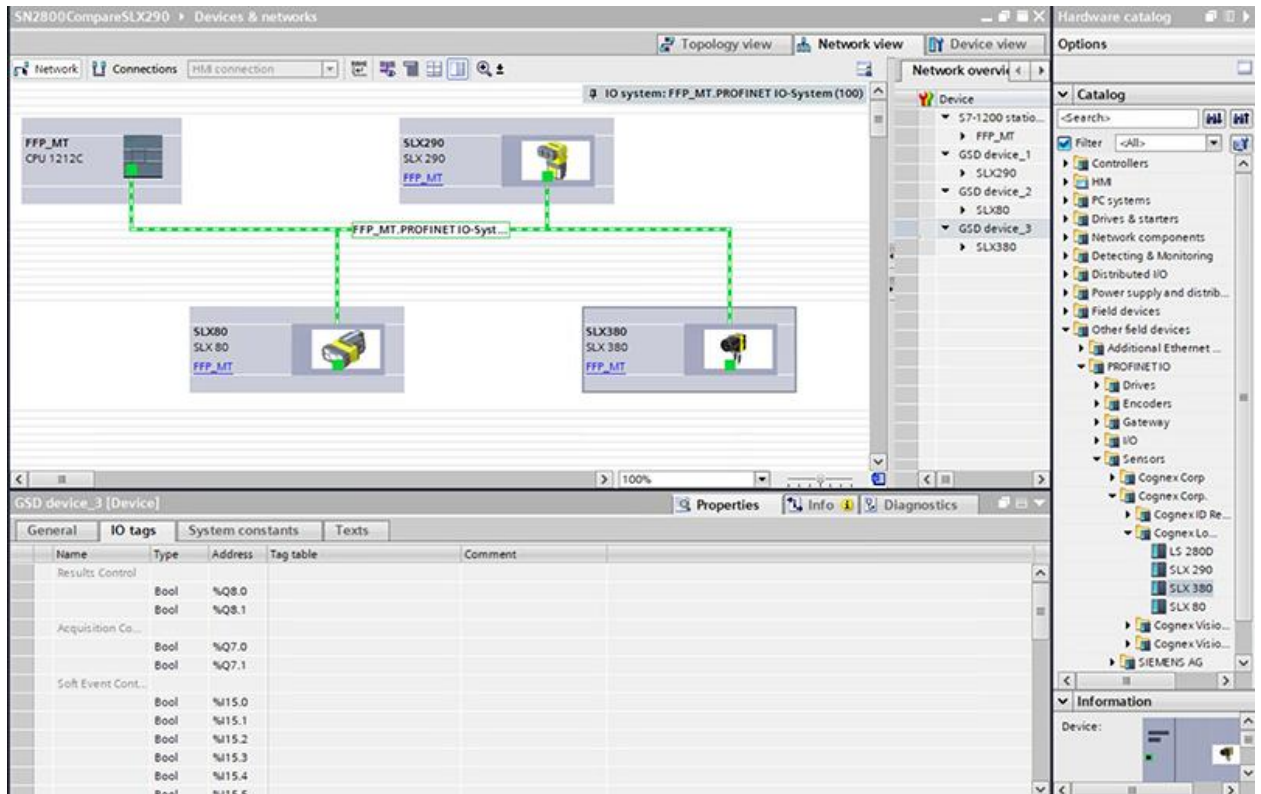 SN2800CompareSLX290 ▸ Devices & networks
Hardware catalog
Topology view
Network view
Device view
Options
Network
Connections
HMI connection
Network overvie
IO system: FFP_MT.PROFINET IO-System (100)
Device
S7-1200 statio...
FFP_MT
GSD device_1
SLX290
GSD device_2
SLX80
GSD device_3
SLX380
FFP_MT
CPU 1212C
SLX290
SLX 290
FFP_MT
FFP_MT.PROFINET IO-Syst...
SLX80
SLX 80
FFP_MT
SLX380
SLX 380
FFP_MT
100%
Catalog
<Search>
Filter
<All>
Controllers
HMI
PC systems
Drives & starters
Network components
Detecting & Monitoring
Distributed I/O
Power supply and distrib...
Field devices
Other field devices
Additional Ethernet ...
PROFINET IO
Drives
Encoders
Gateway
I/O
Sensors
Cognex Corp
Cognex Corp.
Cognex ID Re...
Cognex Lo...
LS 280D
SLX 290
SLX 380
SLX 80
Cognex Visio...
Cognex Visio...
SIEMENS AG
Information
Device:
GSD device_3 [Device]
Properties
Info
Diagnostics
General
IO tags
System constants
Texts
Name Type Address Tag table Comment
Results Control
Bool %Q8.0
Bool %Q8.1
Acquisition Co...
Bool %Q7.0
Bool %Q7.1
Soft Event Cont...
Bool %I15.0
Bool %I15.1
Bool %I15.2
Bool %I15.3
Bool %I15.4
Bool %I15.5